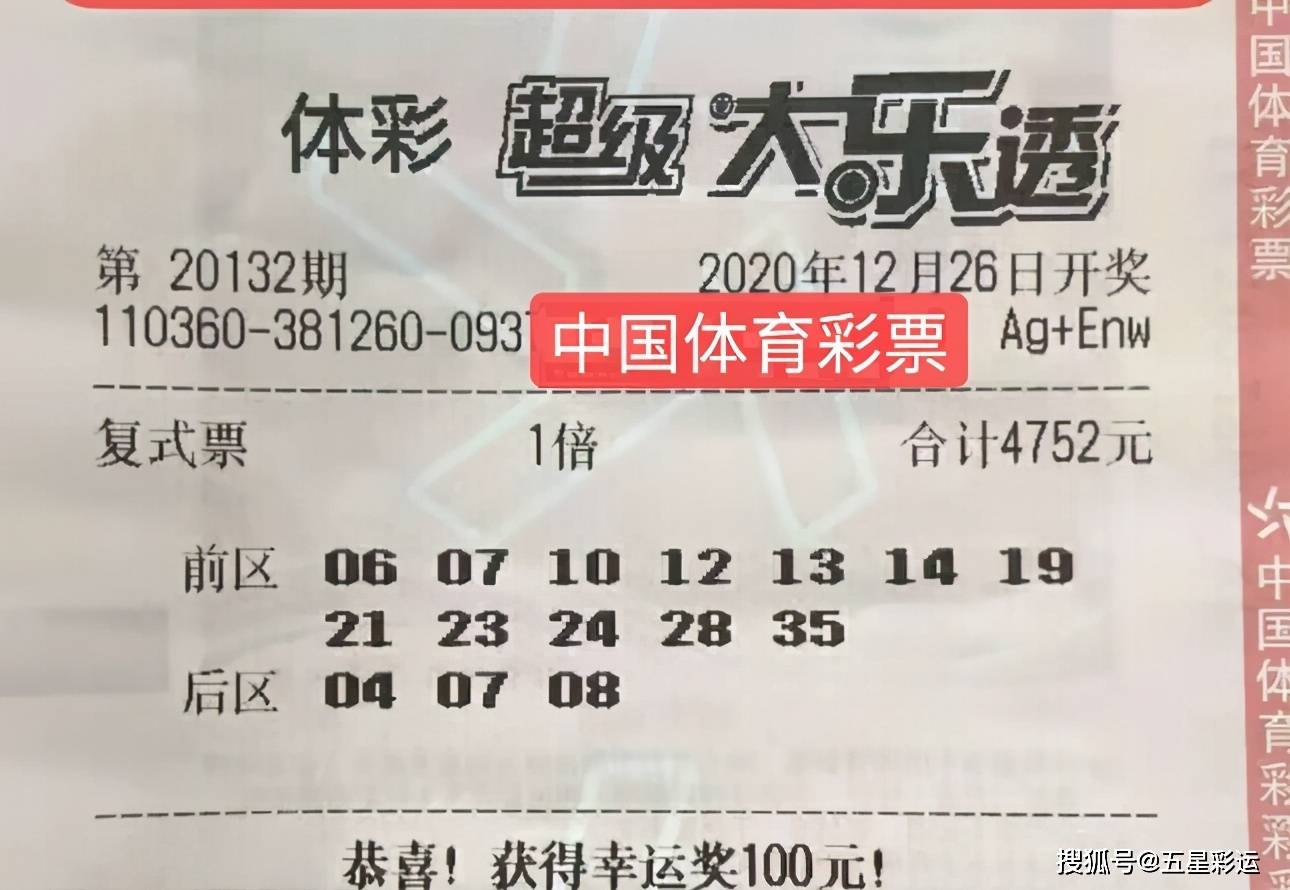 体彩 超级大乐透
第 20132期 2020年12月26日开奖
110360-381260-093 中国体育彩票 Ag+Enw
复式票 1倍 合计4752元
前区 06 07 10 12 13 14 19
21 23 24 28 35
后区 04 07 08
恭喜! 获得幸运奖100元!
中国体育彩票
中国体育彩
搜狐号@五星彩运